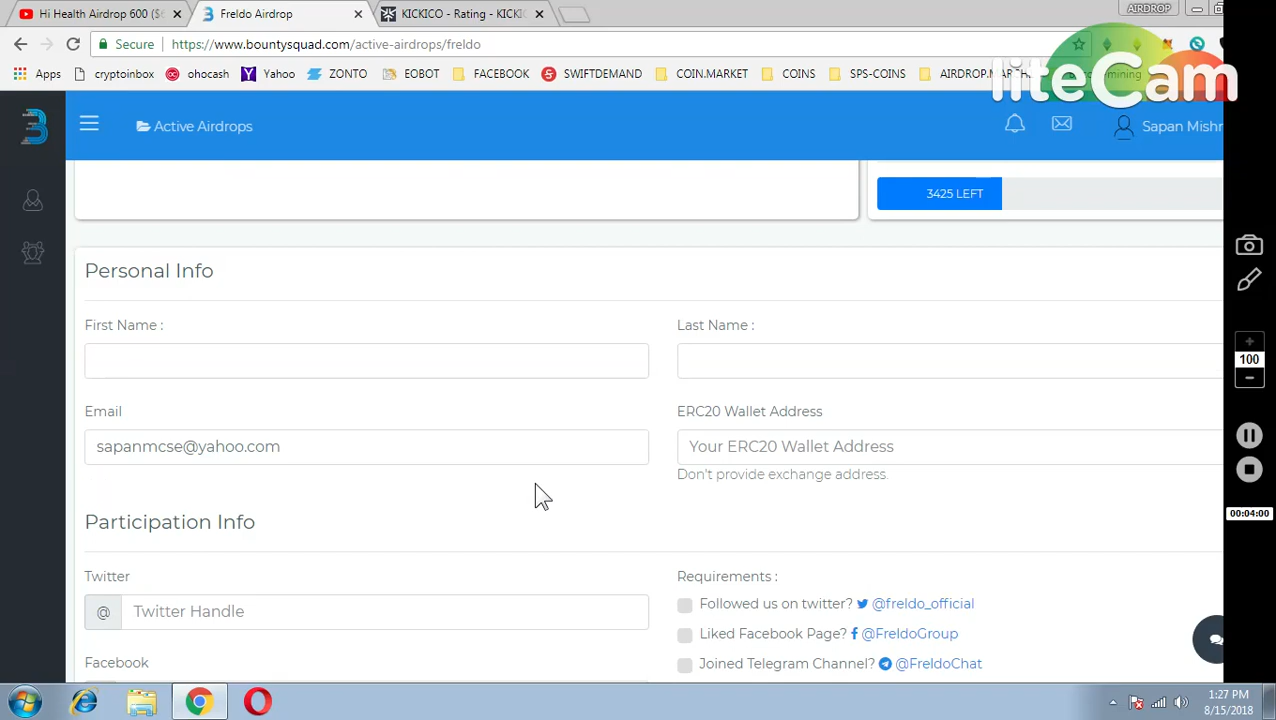 Hi Health Airdrop 600 ($
Freldo Airdrop
KICKICO - Rating - KICK
AIRDROP
Secure
https://www.bountysquad.com/active-airdrops/freldo
Apps
cryptoinbox
ohocash
Yahoo
ZONTO
EOBOT
FACEBOOK
SWIFTDEMAND
COIN.MARKET
COINS
SPS-COINS
mining
liteCam
Active Airdrops
Sapan Mishr
3425 LEFT
Personal Info
First Name :
Last Name :
Email
ERC20 Wallet Address
sapanmcse@yahoo.com
Your ERC20 Wallet Address
Don't provide exchange address.
Participation Info
Twitter
Requirements :
@ Twitter Handle
Followed us on twitter? @freldo_official
Liked Facebook Page? @FreldoGroup
Facebook
Joined Telegram Channel? @FreldoChat
100
00:04:00
1:27 PM
8/15/2018